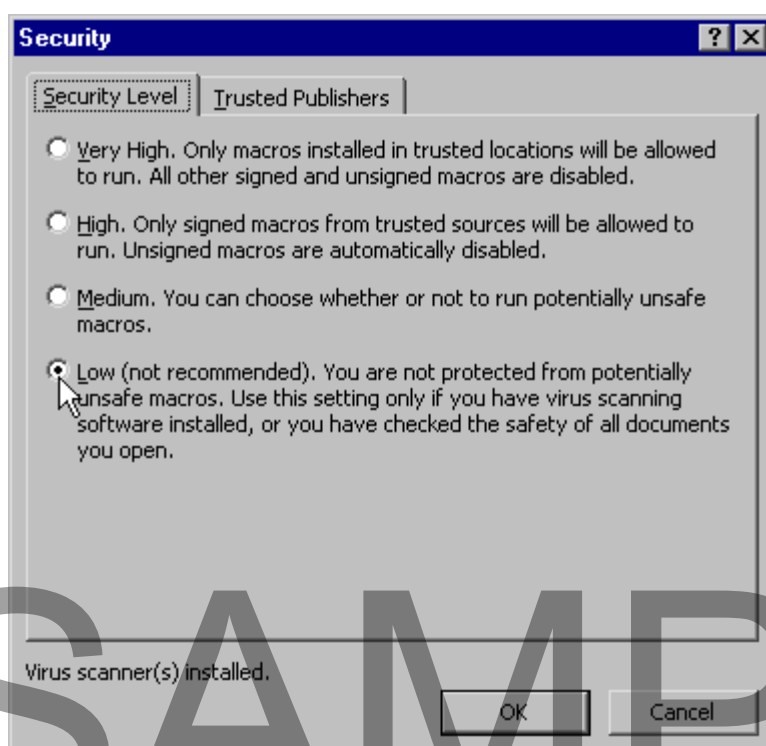 Security
Security Level
Trusted Publishers
Very High. Only macros installed in trusted locations will be allowed
to run. All other signed and unsigned macros are disabled.
High. Only signed macros from trusted sources will be allowed to
run. Unsigned macros are automatically disabled.
Medium. You can choose whether or not to run potentially unsafe
macros.
Low (not recommended). You are not protected from potentially
unsafe macros. Use this setting only if you have virus scanning
software installed, or you have checked the safety of all documents
you open.
Virus scanner(s) installed.
OK
Cancel
SAMP